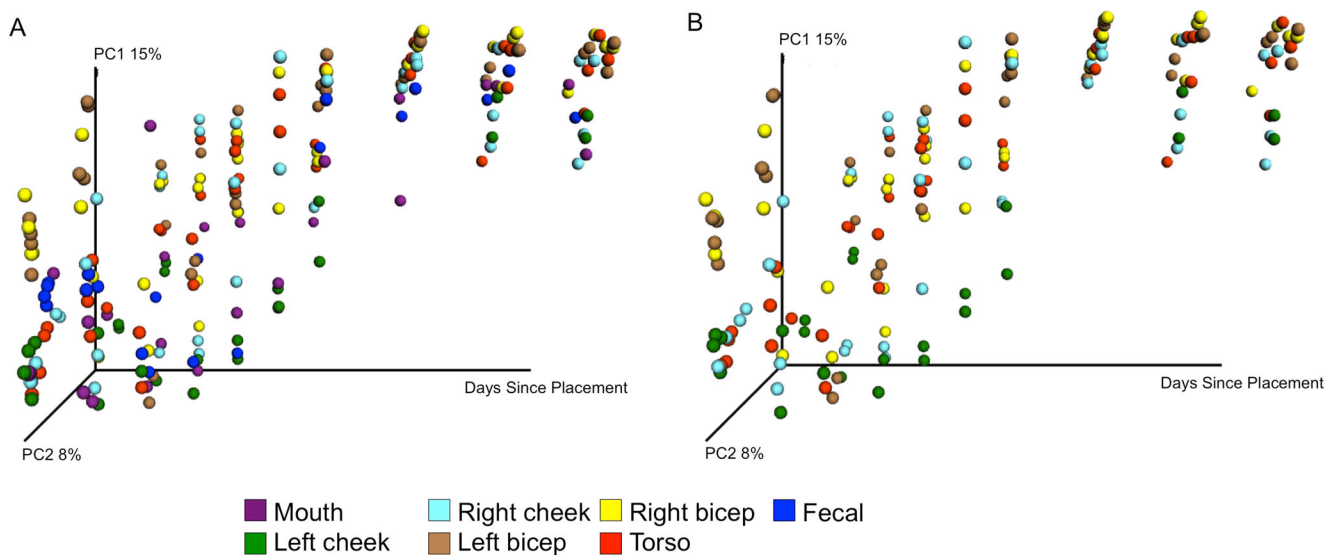 A
PC1 15%
Days Since Placement
PC2 8%
B
PC1 15%
Days Since Placement
PC2 8%
Mouth
Right cheek
Right bicep
Fecal
Left cheek
Left bicep
Torso